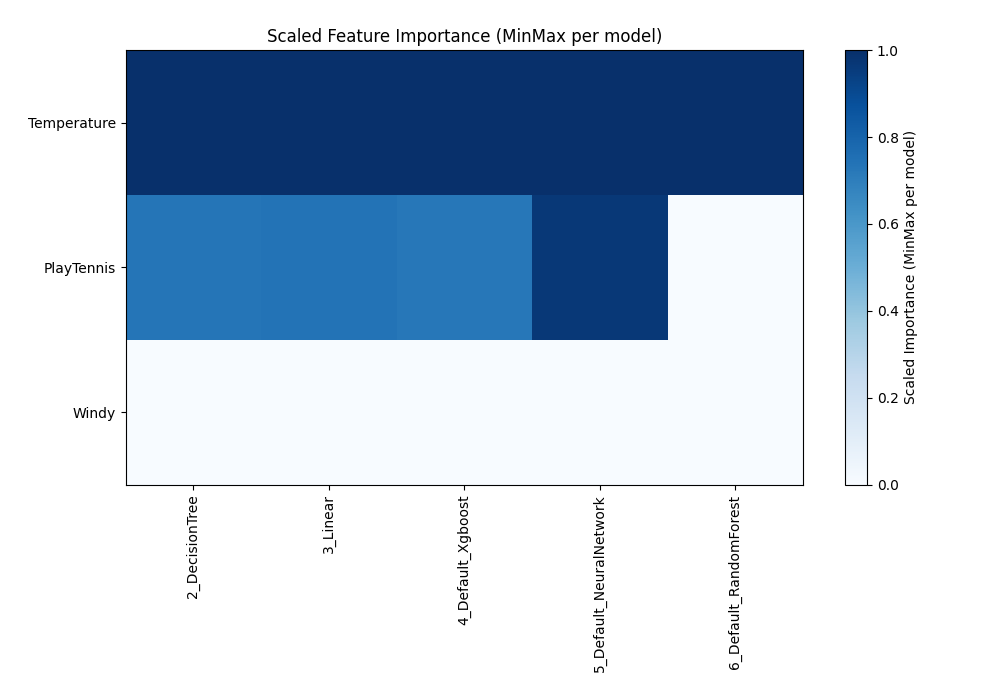 Scaled Feature Importance (MinMax per model)
Temperature
PlayTennis
Windy
2_DecisionTree
3_Linear
4_Default_Xgboost
5_Default_NeuralNetwork
6_Default_RandomForest
1.0
0.8
0.6
0.4
0.2
0.0
Scaled Importance (MinMax per model)